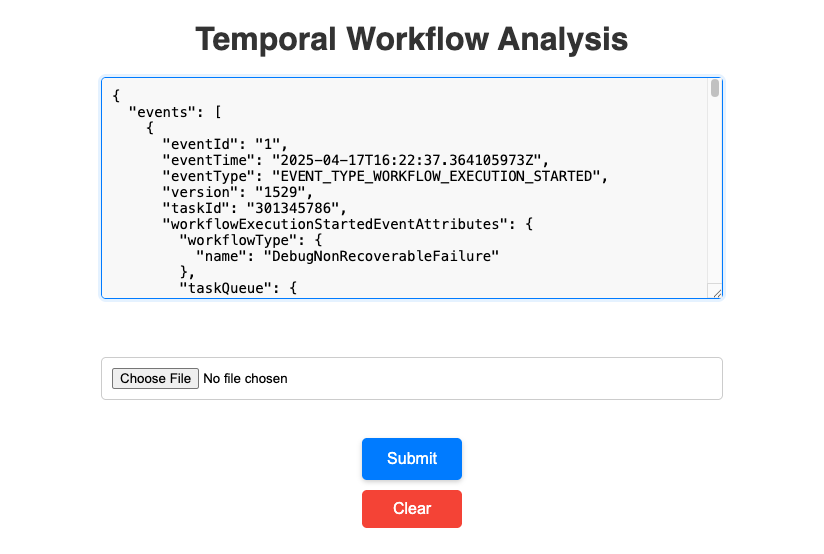 Temporal Workflow Analysis
{
  "events": [
    {
      "eventId": "1",
      "eventTime": "2025-04-17T16:22:37.364105973Z",
      "eventType": "EVENT_TYPE_WORKFLOW_EXECUTION_STARTED",
      "version": "1529",
      "taskId": "301345786",
      "workflowExecutionStartedEventAttributes": {
        "workflowType": {
          "name": "DebugNonRecoverableFailure"
        },
        "taskQueue": {
Choose File No file chosen
Submit
Clear